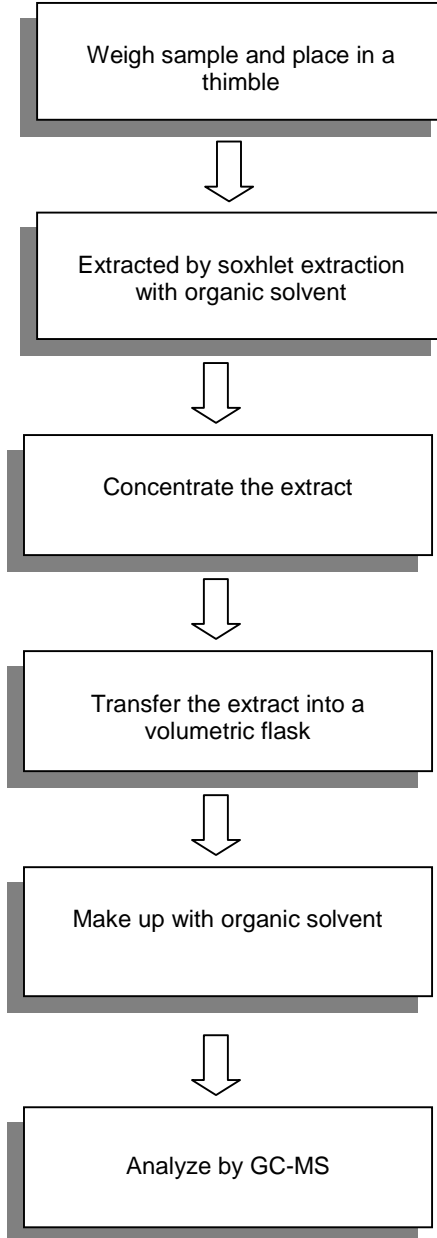 Weigh sample and place in a
thimble
Extracted by soxhlet extraction
with organic solvent
Concentrate the extract
Transfer the extract into a
volumetric flask
Make up with organic solvent
Analyze by GC-MS